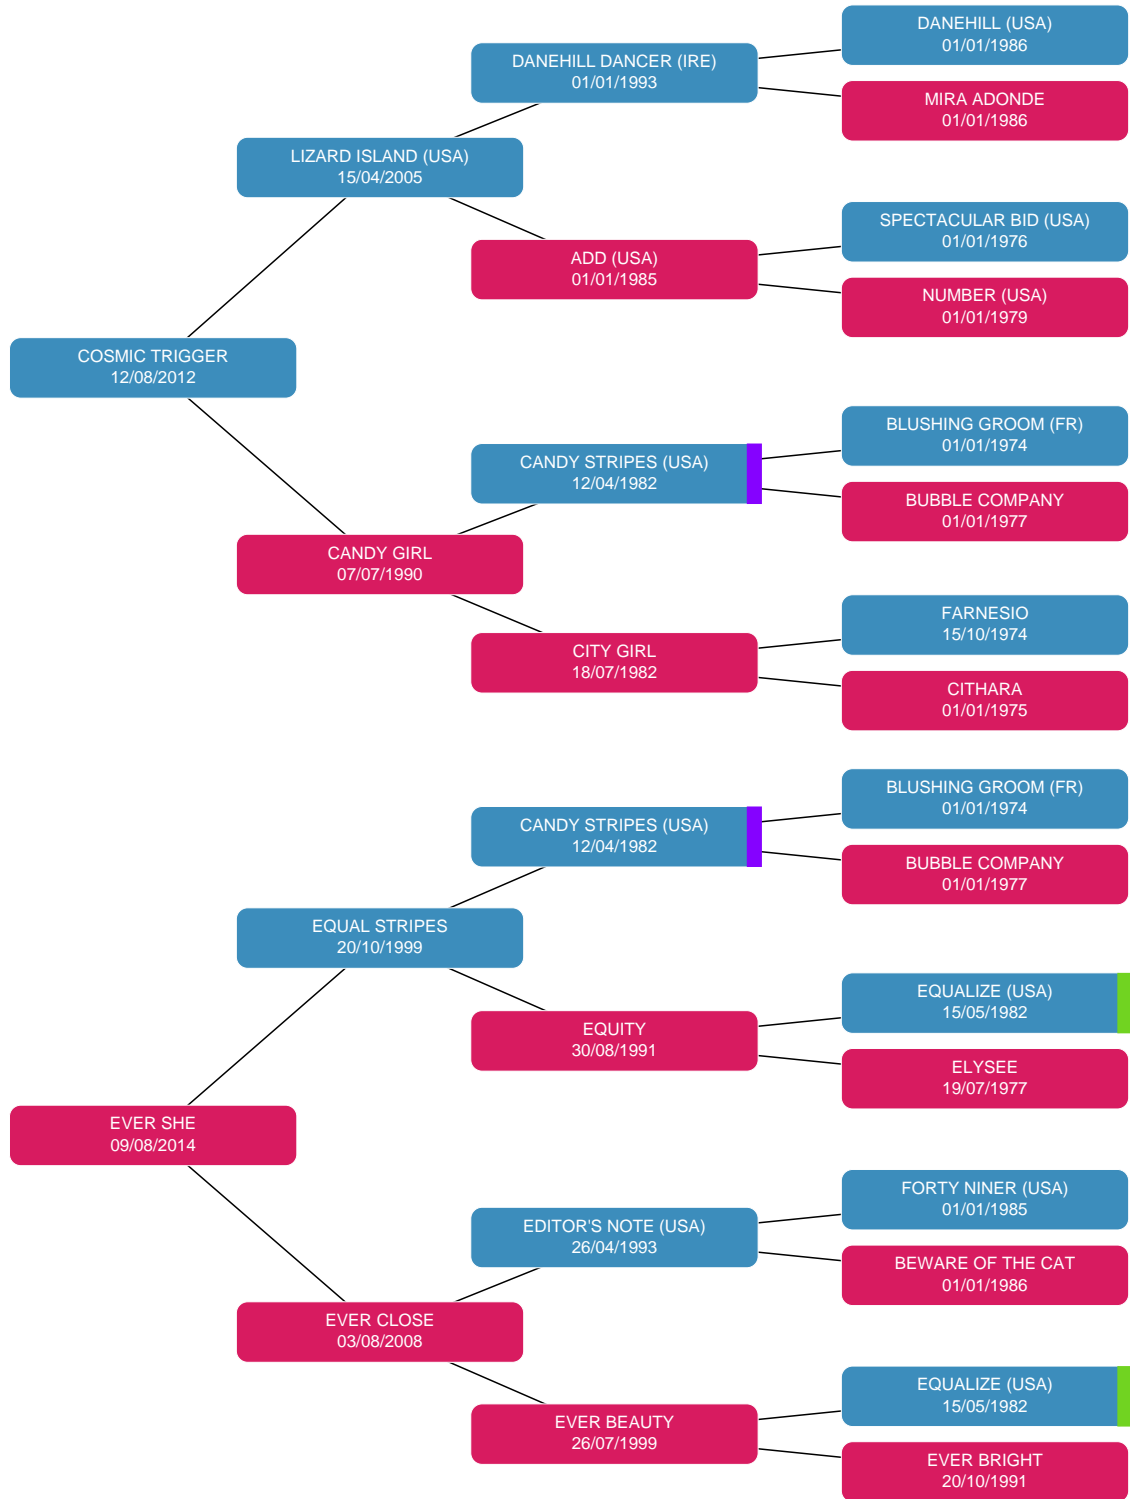 DANEHILL (USA)
01/01/1986
DANEHILL DANCER (IRE)
01/01/1993
MIRA ADONDE
01/01/1986
LIZARD ISLAND (USA)
15/04/2005
SPECTACULAR BID (USA)
01/01/1976
ADD (USA)
01/01/1985
NUMBER (USA)
01/01/1979
COSMIC TRIGGER
12/08/2012
BLUSHING GROOM (FR)
01/01/1974
CANDY STRIPES (USA)
12/04/1982
BUBBLE COMPANY
01/01/1977
CANDY GIRL
07/07/1990
FARNESIO
15/10/1974
CITY GIRL
18/07/1982
CITHARA
01/01/1975
BLUSHING GROOM (FR)
01/01/1974
CANDY STRIPES (USA)
12/04/1982
BUBBLE COMPANY
01/01/1977
EQUAL STRIPES
20/10/1999
EQUALIZE (USA)
15/05/1982
EQUITY
30/08/1991
ELYSEE
19/07/1977
EVER SHE
09/08/2014
FORTY NINER (USA)
01/01/1985
EDITOR'S NOTE (USA)
26/04/1993
BEWARE OF THE CAT
01/01/1986
EVER CLOSE
03/08/2008
EQUALIZE (USA)
15/05/1982
EVER BEAUTY
26/07/1999
EVER BRIGHT
20/10/1991